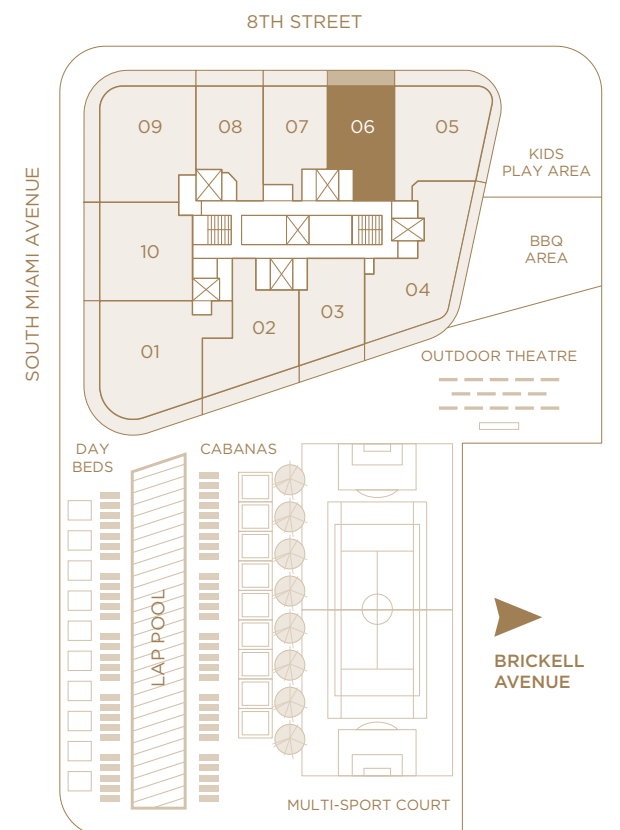 8TH STREET
SOUTH MIAMI AVENUE
09
08
07
06
05
KIDS
PLAY AREA
10
BBQ
AREA
04
03
02
01
OUTDOOR THEATRE
DAY
BEDS
CABANAS
LAP POOL
BRICKELL
AVENUE
MULTI-SPORT COURT